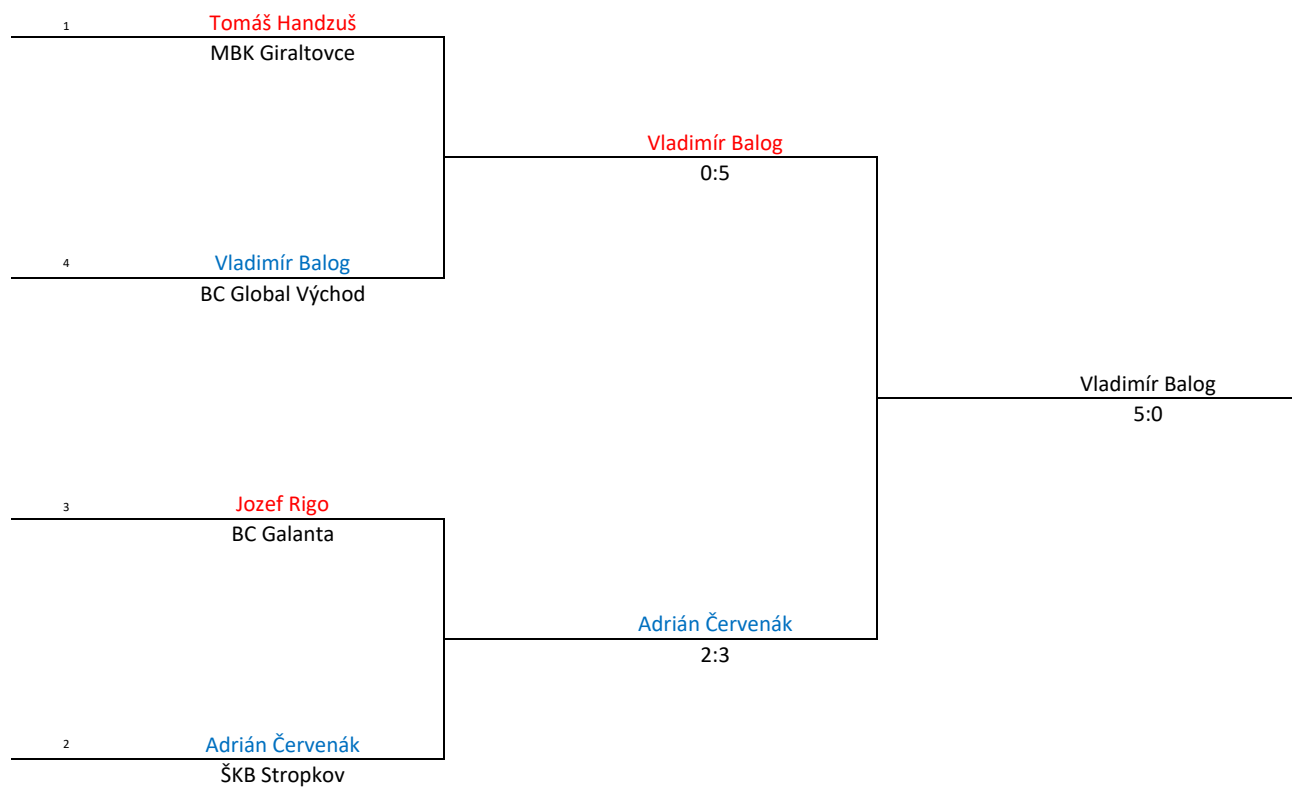 1 Tomáš Handzuš
MBK Giraltovce
Vladimír Balog
0:5
4 Vladimír Balog
BC Global Východ
Vladimír Balog
5:0
3 Jozef Rigo
BC Galanta
Adrián Červenák
2:3
2 Adrián Červenák
ŠKB Stropkov